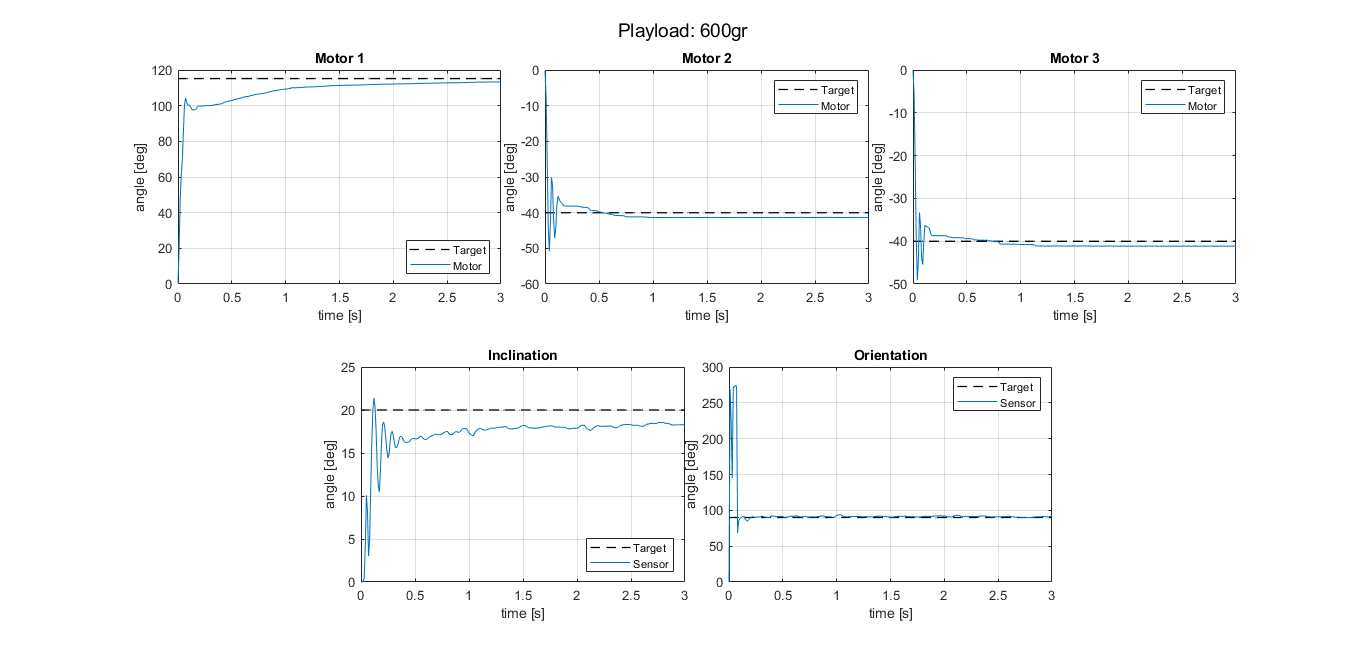 Playload: 600gr
Motor 1
120
100
80
60
40
20
0
angle [deg]
Target
Motor
0 0.5 1 1.5 2 2.5 3
time [s]
Motor 2
0
-10
-20
-30
-40
-50
-60
angle [deg]
Target
Motor
0 0.5 1 1.5 2 2.5 3
time [s]
Motor 3
0
-10
-20
-30
-40
-50
angle [deg]
Target
Motor
0 0.5 1 1.5 2 2.5 3
time [s]
Inclination
25
20
15
10
5
0
angle [deg]
Target
Sensor
0 0.5 1 1.5 2 2.5 3
time [s]
Orientation
300
250
200
150
100
50
0
angle [deg]
Target
Sensor
0 0.5 1 1.5 2 2.5 3
time [s]